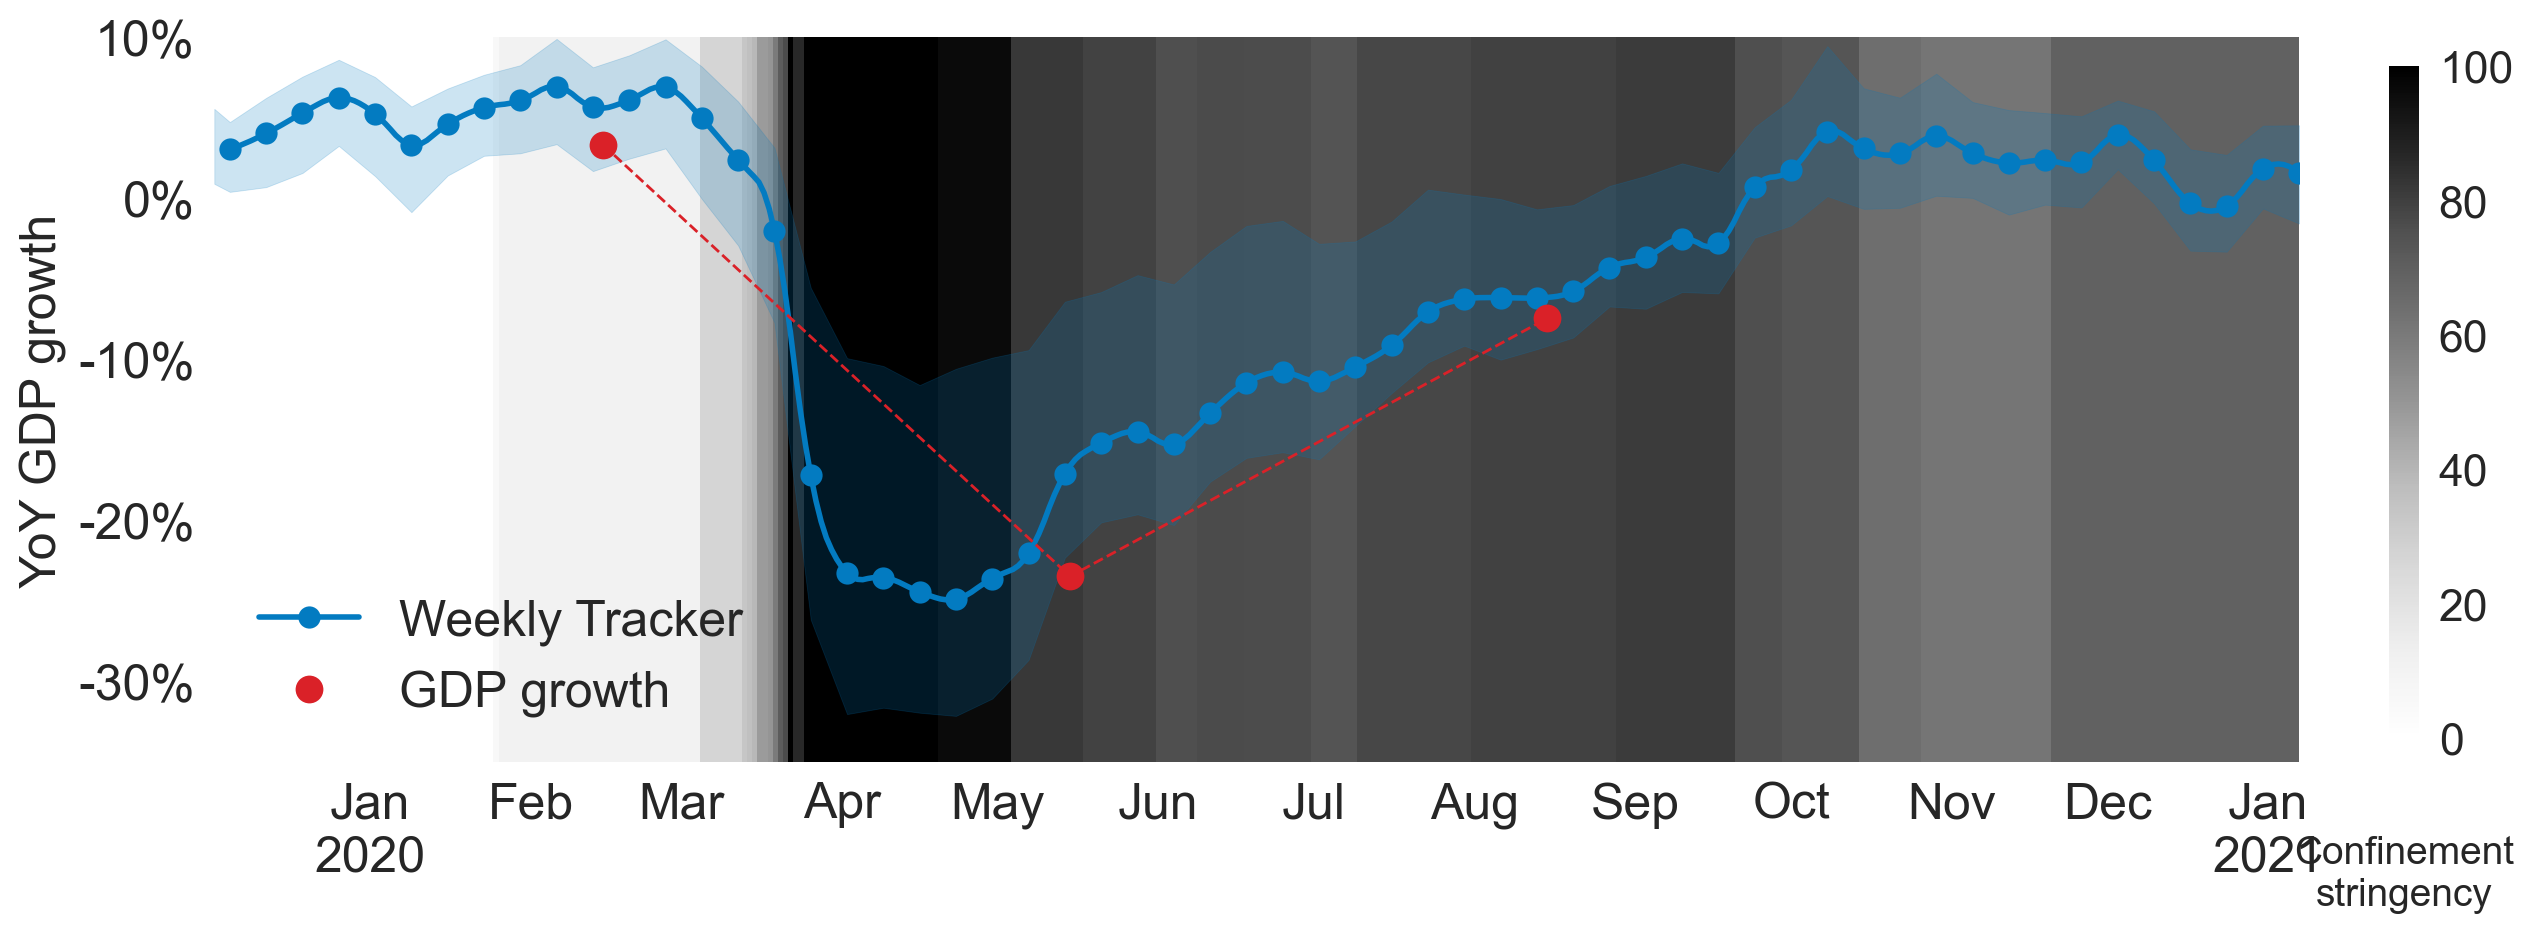 10%
0%
-10%
-20%
-30%
YoY GDP growth
Weekly Tracker
GDP growth
Jan
2020
Feb
Mar
Apr
May
Jun
Jul
Aug
Sep
Oct
Nov
Dec
Jan
2021
100
80
60
40
20
0
Confinement
stringency